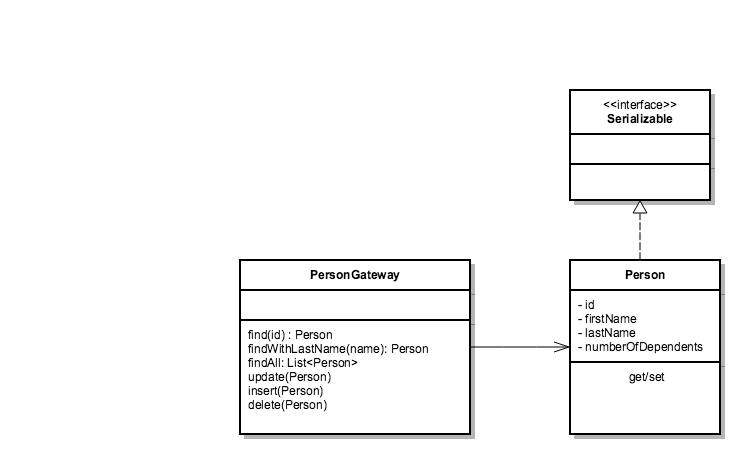 <<interface>>
Serializable
PersonGateway
find(id) : Person
findWithLastName(name): Person
findAll: List<Person>
update(Person)
insert(Person)
delete(Person)
Person
- id
- firstName
- lastName
- numberOfDependents
get/set